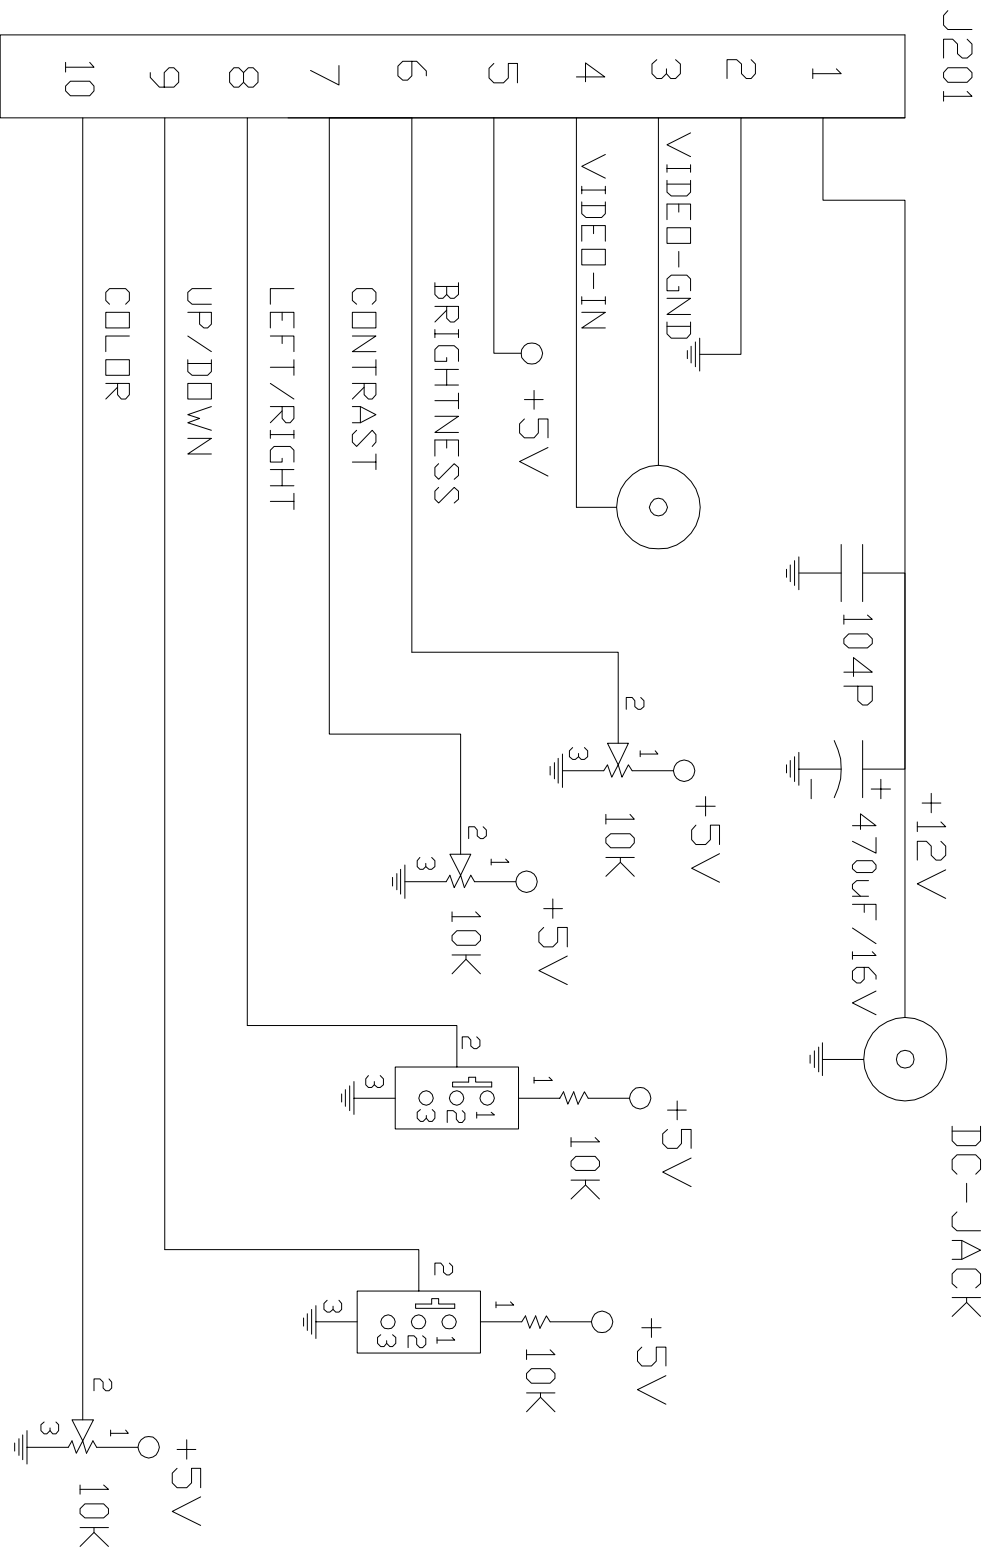 J201
DC-JACK
+12V
+
104P
470uF/16V
-
1
2
+5V
VIDEO-GND
3
1
2
10K
3
VIDEO-IN
4
+5V
+5V
5
+5V
+5V
1
2
10K
3
BRIGHTNESS
6
10K
1
2
1
2
3
3
CONTRAST
7
10K
1
2
1
2
3
3
LEFT/RIGHT
8
UP/DOWN
9
+5V
COLOR
10
1
2
10K
3